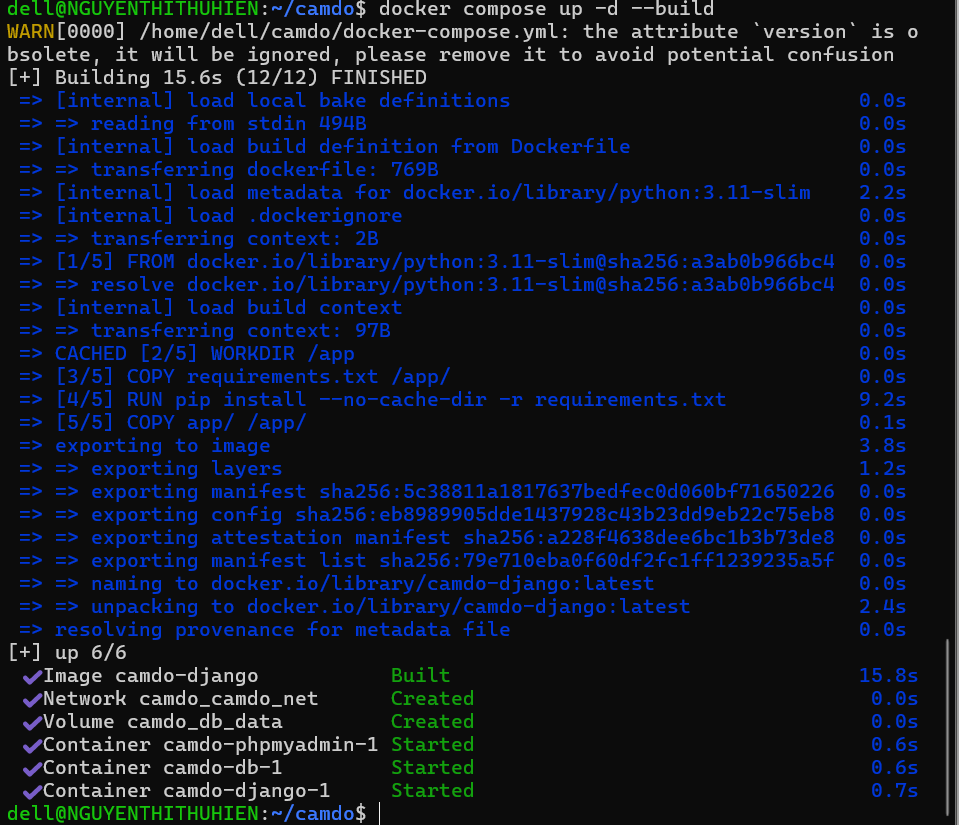 dell@NGUYENTHITHUHIEN:~/camdo$ docker compose up -d --build
WARN[0000] /home/dell/camdo/docker-compose.yml: the attribute `version` is o
bsolete, it will be ignored, please remove it to avoid potential confusion
[+] Building 15.6s (12/12) FINISHED
=> [internal] load local bake definitions 0.0s
=> => reading from stdin 494B 0.0s
=> [internal] load build definition from Dockerfile 0.0s
=> => transferring dockerfile: 769B 0.0s
=> [internal] load metadata for docker.io/library/python:3.11-slim 2.2s
=> [internal] load .dockerignore 0.0s
=> => transferring context: 2B 0.0s
=> [1/5] FROM docker.io/library/python:3.11-slim@sha256:a3ab0b966bc4 0.0s
=> => resolve docker.io/library/python:3.11-slim@sha256:a3ab0b966bc4 0.0s
=> [internal] load build context 0.0s
=> => transferring context: 97B 0.0s
=> CACHED [2/5] WORKDIR /app 0.0s
=> [3/5] COPY requirements.txt /app/ 0.0s
=> [4/5] RUN pip install --no-cache-dir -r requirements.txt 9.2s
=> [5/5] COPY app/ /app/ 0.1s
=> exporting to image 3.8s
=> => exporting layers 1.2s
=> => exporting manifest sha256:5c38811a1817637bedfec0d060bf71650226 0.0s
=> => exporting config sha256:eb8989905dde1437928c43b23dd9eb22c75eb8 0.0s
=> => exporting attestation manifest sha256:a228f4638dee6bc1b3b73de8 0.0s
=> => exporting manifest list sha256:79e710eba0f60df2fc1ff1239235a5f 0.0s
=> => naming to docker.io/library/camdo-django:latest 0.0s
=> => unpacking to docker.io/library/camdo-django:latest 2.4s
=> resolving provenance for metadata file 0.0s
[+] up 6/6
✔Image camdo-django Built 15.8s
✔Network camdo_camdo_net Created 0.0s
✔Volume camdo_db_data Created 0.0s
✔Container camdo-phpmyadmin-1 Started 0.6s
✔Container camdo-db-1 Started 0.6s
✔Container camdo-django-1 Started 0.7s
dell@NGUYENTHITHUHIEN:~/camdo$